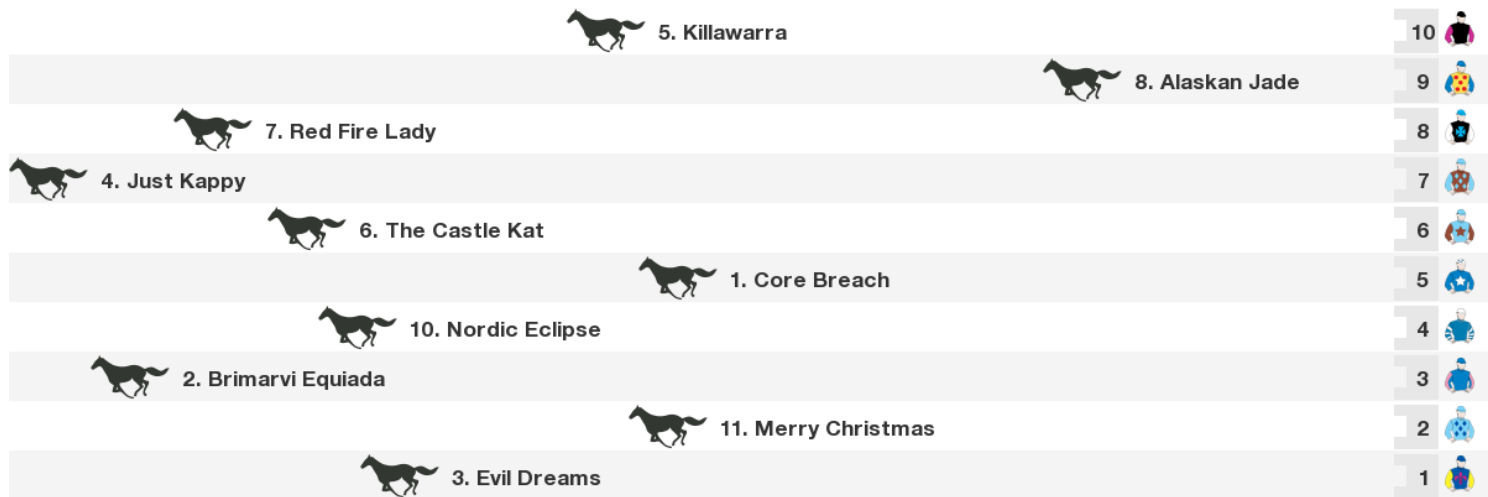 5. Killawarra 10
8. Alaskan Jade 9
7. Red Fire Lady 8
4. Just Kappy 7
6. The Castle Kat 6
1. Core Breach 5
10. Nordic Eclipse 4
2. Brimarvi Equiada 3
11. Merry Christmas 2
3. Evil Dreams 1